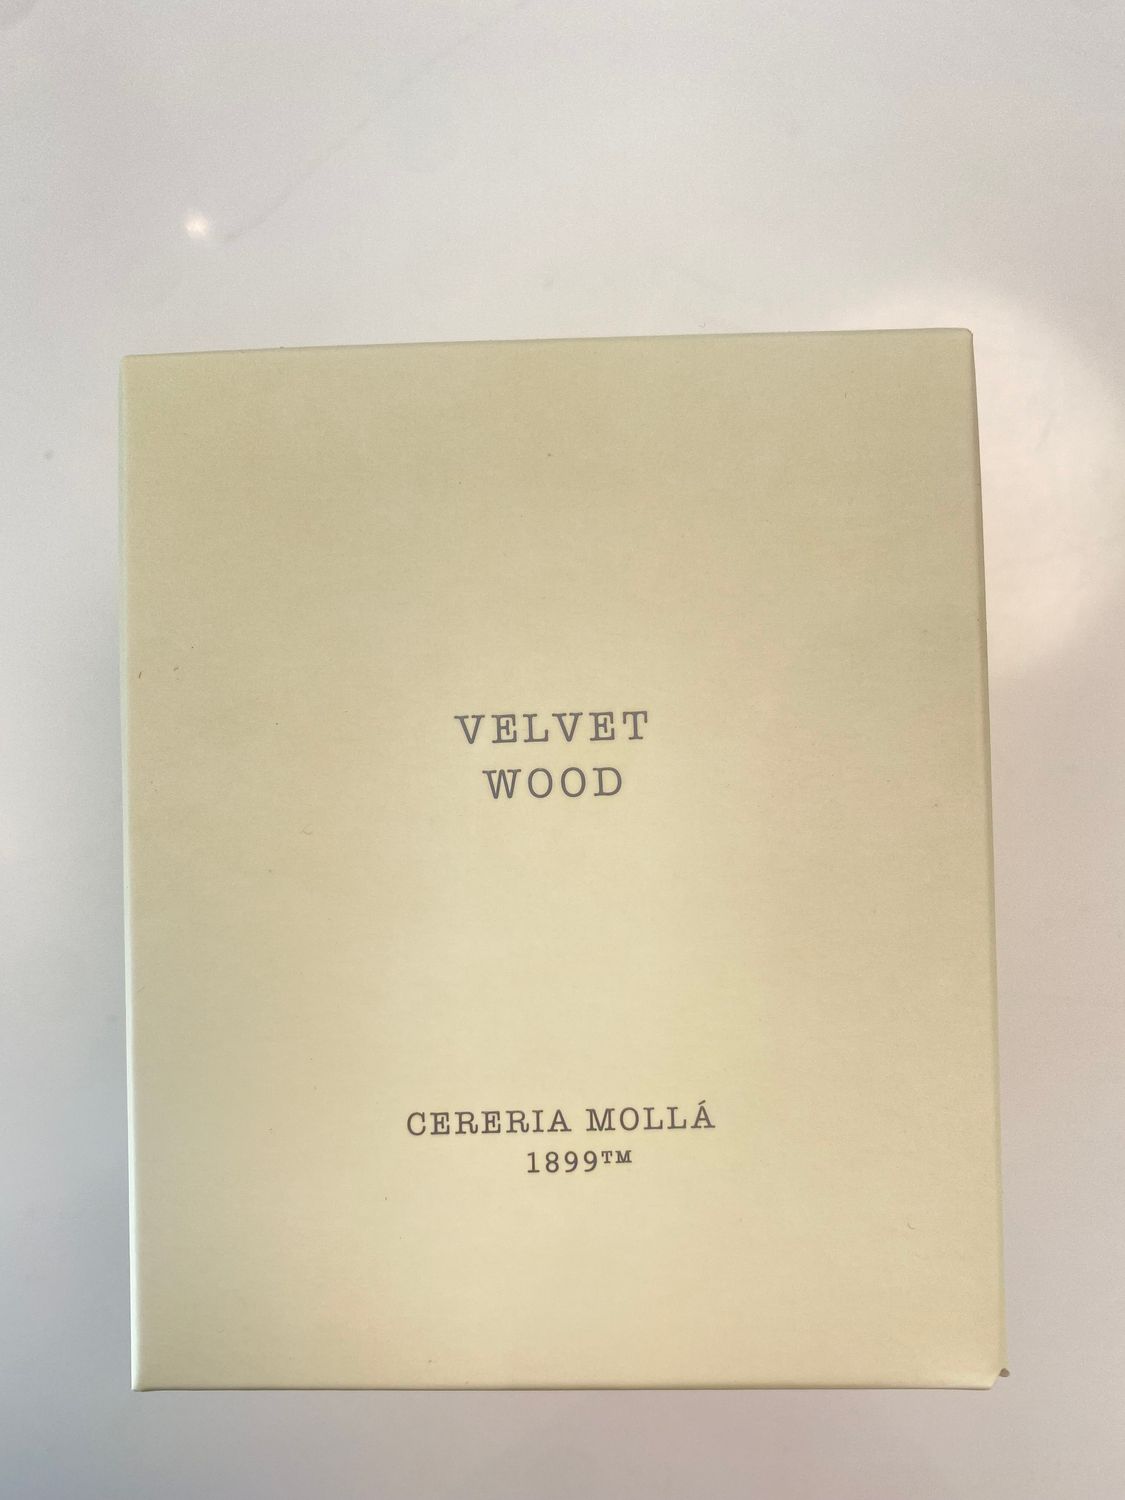 VELVET
WOOD
CERERIA MOLLÁ
1899™